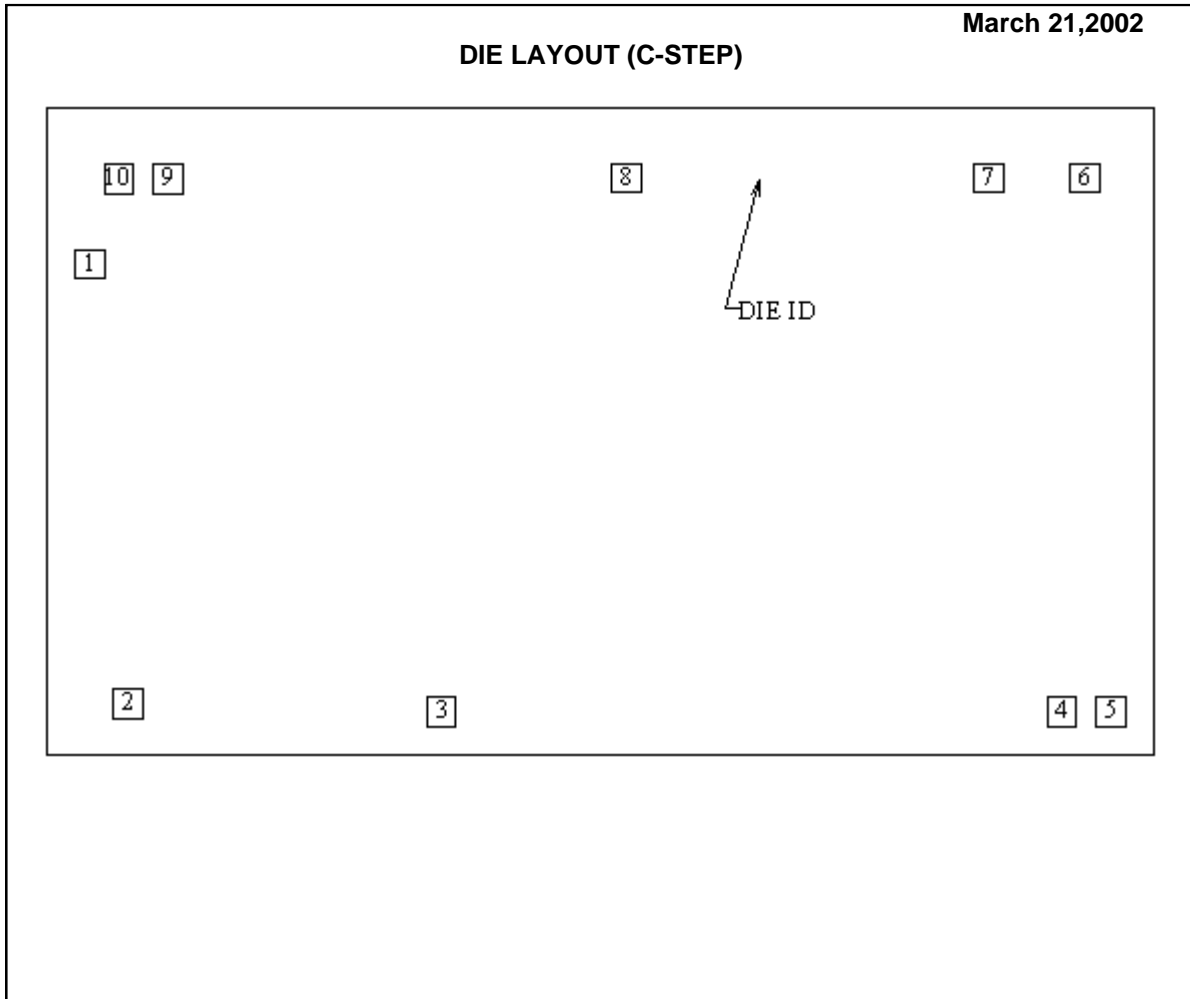 March 21,2002
DIE LAYOUT (C-STEP)
10 9 8 7 6
1
DIE ID
2 3 4 5